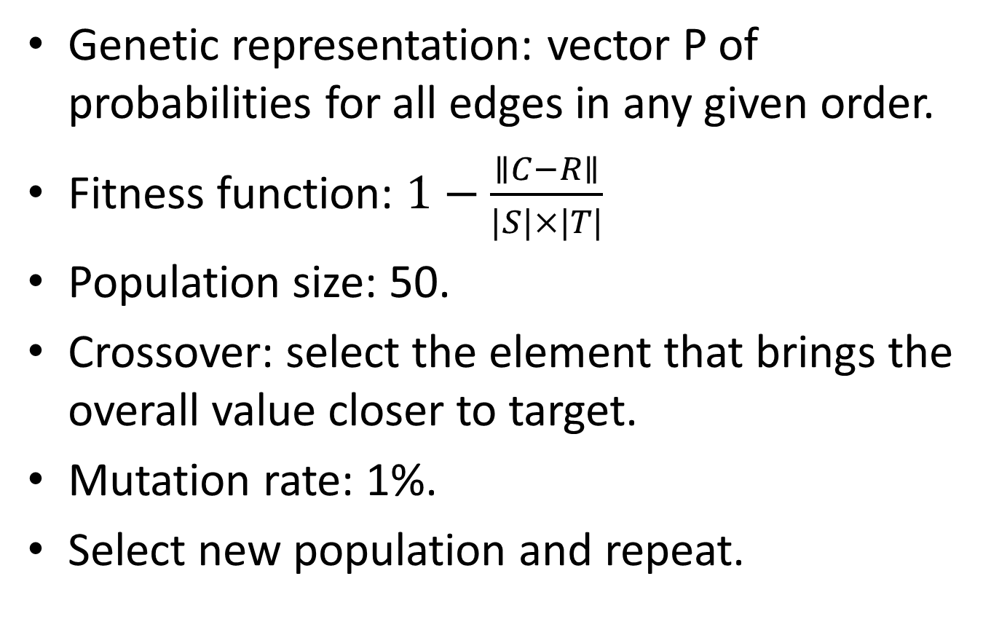 • Genetic representation: vector P of
probabilities for all edges in any given order.
• Fitness function: 1 − ‖C−R‖ / |S|×|T|
• Population size: 50.
• Crossover: select the element that brings the
overall value closer to target.
• Mutation rate: 1%.
• Select new population and repeat.